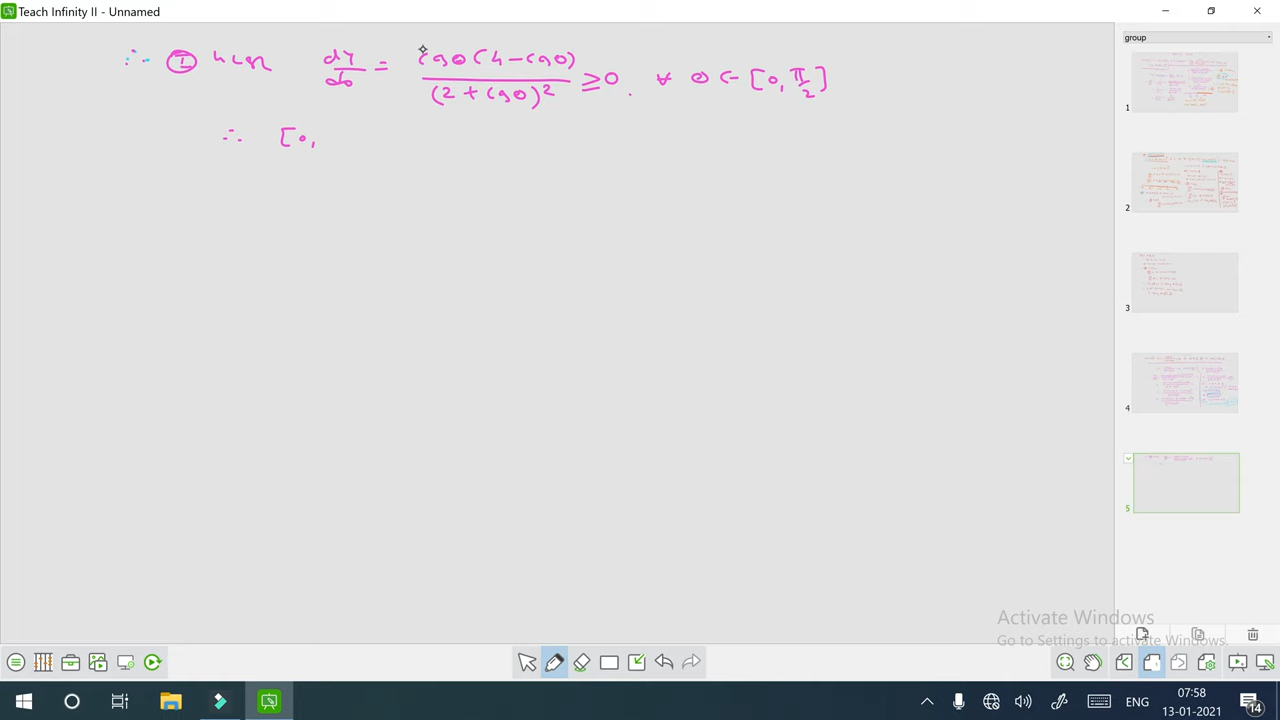 Teach Infinity II - Unnamed
group
∴ ① dy/dθ = cosθ(4-cosθ)/(2+cosθ)² ≥0. ∀ θ ∈ [0, π/2]
∴ [0,
1
2
3
4
5
Activate Windows
Go to Settings to activate Windows.
ENG
07:58
13-01-2021
14